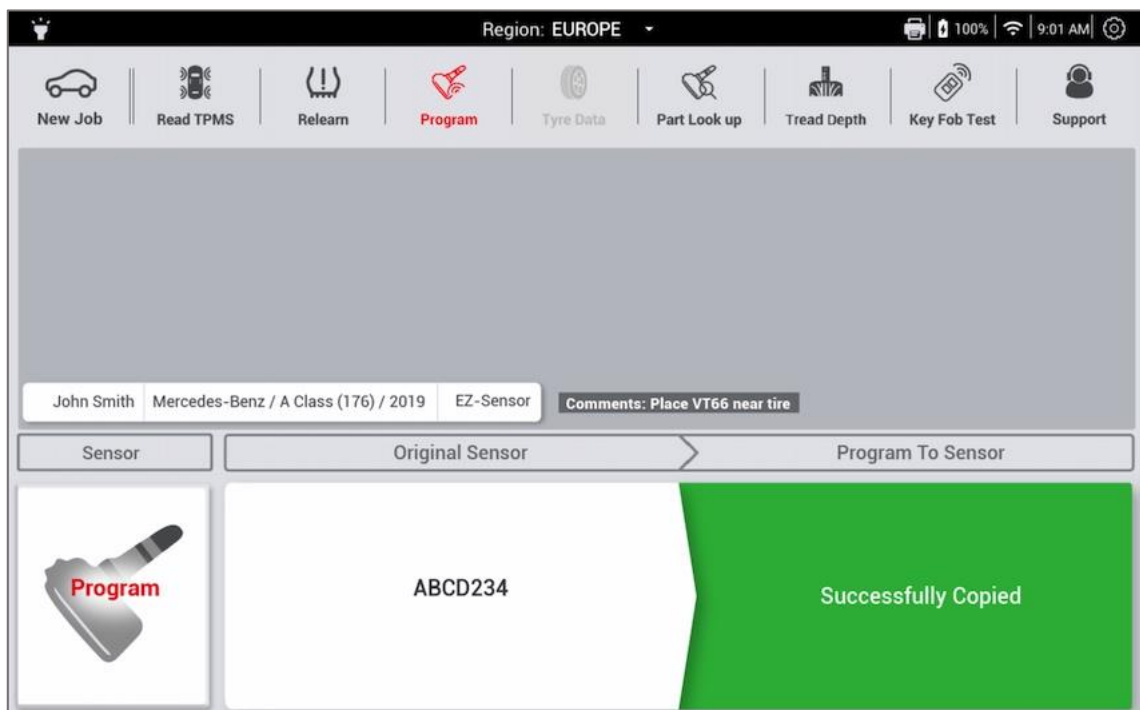 Region: EUROPE 100% 9:01 AM
New Job Read TPMS Relearn Program Tyre Data Part Look up Tread Depth Key Fob Test Support
John Smith Mercedes-Benz / A Class (176) / 2019 EZ-Sensor Comments: Place VT66 near tire
Sensor Original Sensor Program To Sensor
Program ABCD234 Successfully Copied